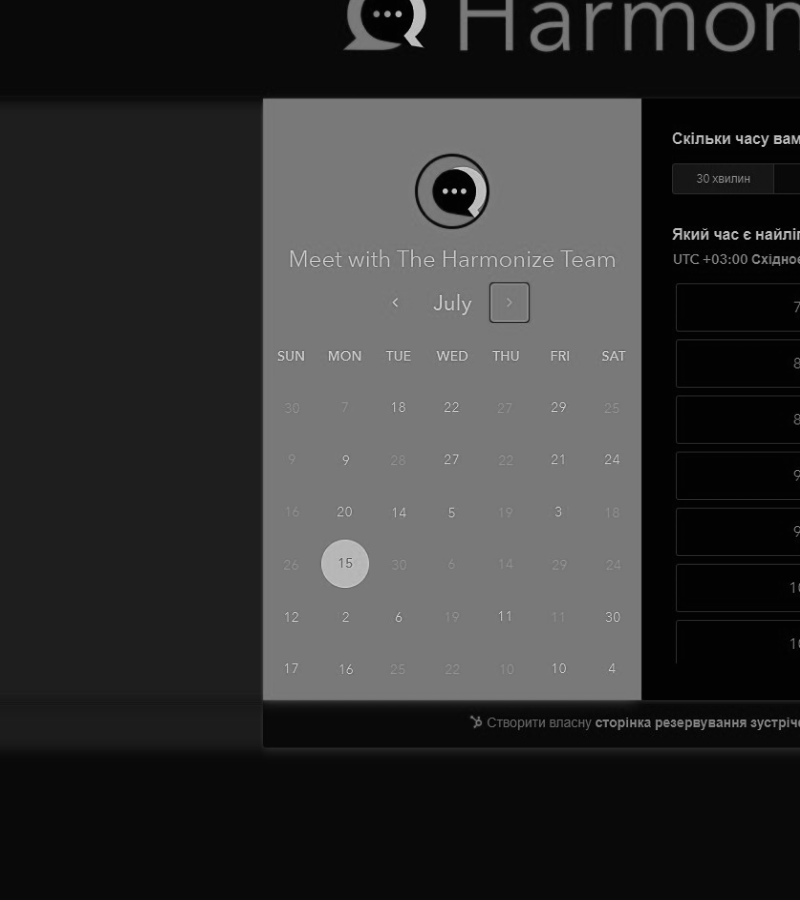 Harmon
Meet with The Harmonize Team
‹ July ›
SUN MON TUE WED THU FRI SAT
30 7 18 22 27 29 25
9 9 28 27 22 21 24
16 20 14 5 19 3 18
26 15 30 6 14 29 24
12 2 6 19 11 11 30
17 16 25 22 10 10 4
Скільки часу вам
30 хвилин
Який час є найліп
UTC +03:00 Східноє
7
8
8
9
9
10
10
Створити власну сторінка резервування зустріче